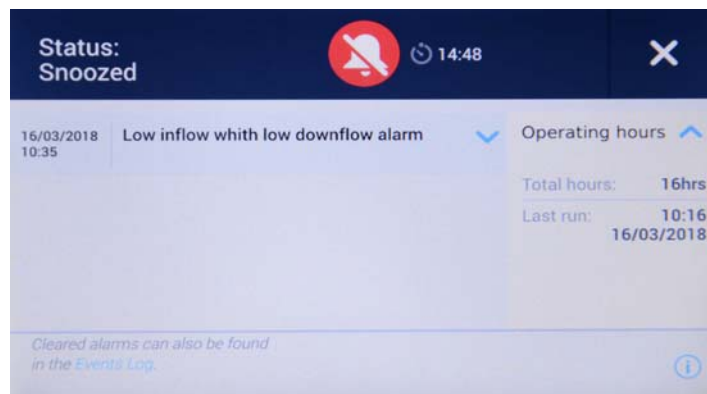 Status:
Snoozed
14:48
16/03/2018
10:35
Low inflow whith low downflow alarm
Operating hours
Total hours: 16hrs
Last run: 10:16
16/03/2018
Cleared alarms can also be found
in the Events Log.